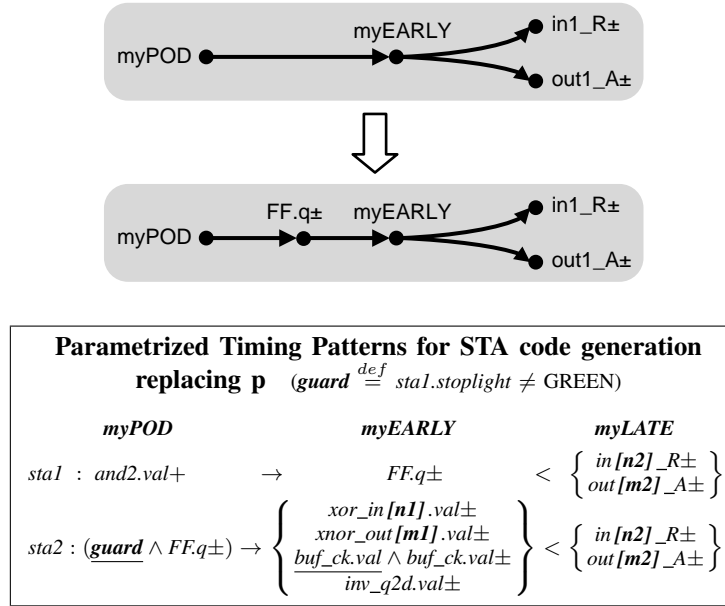 in1_R±
myEARLY
myPOD
out1_A±
in1_R±
FF.q± myEARLY
myPOD
out1_A±
Parametrized Timing Patterns for STA code generation
replacing p (guard def= sta1.stoplight ≠ GREEN)
myPOD myEARLY myLATE
sta1 : and2.val+ → FF.q± < { in[n2]_R±
out[m2]_A± }
xor_in[n1].val±
xnor_out[m1].val±
sta2 : (guard ∧ FF.q±) → { buf_ck.val ∧ buf_ck.val± } < { in[n2]_R±
out[m2]_A± }
inv_q2d.val±